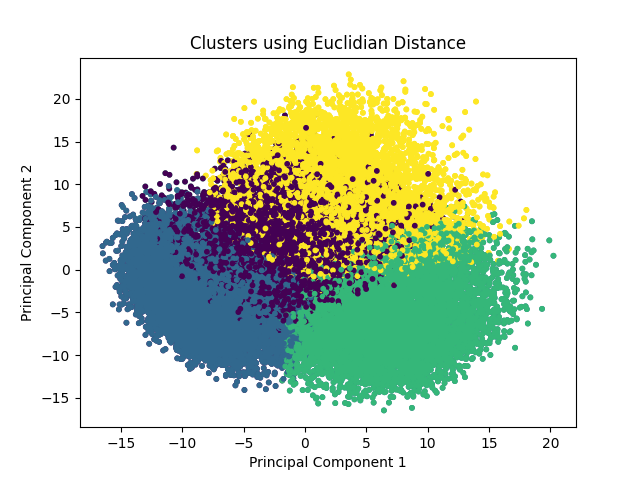 Clusters using Euclidian Distance
Principal Component 2
20
15
10
5
0
−5
−10
−15
−15 −10 −5 0 5 10 15 20
Principal Component 1